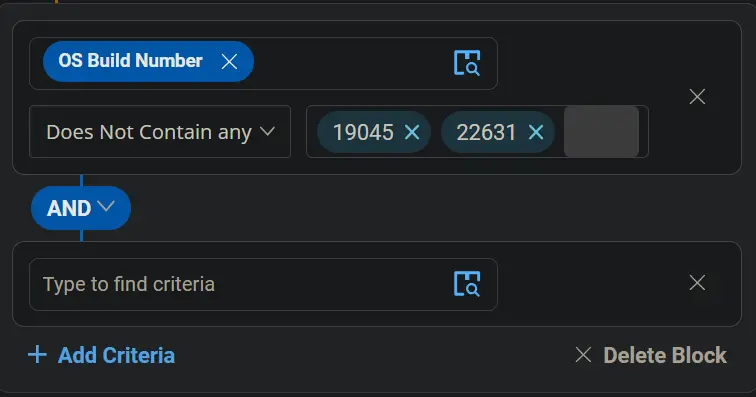 OS Build Number
Does Not Contain any 19045 22631
AND
Type to find criteria
+ Add Criteria Delete Block